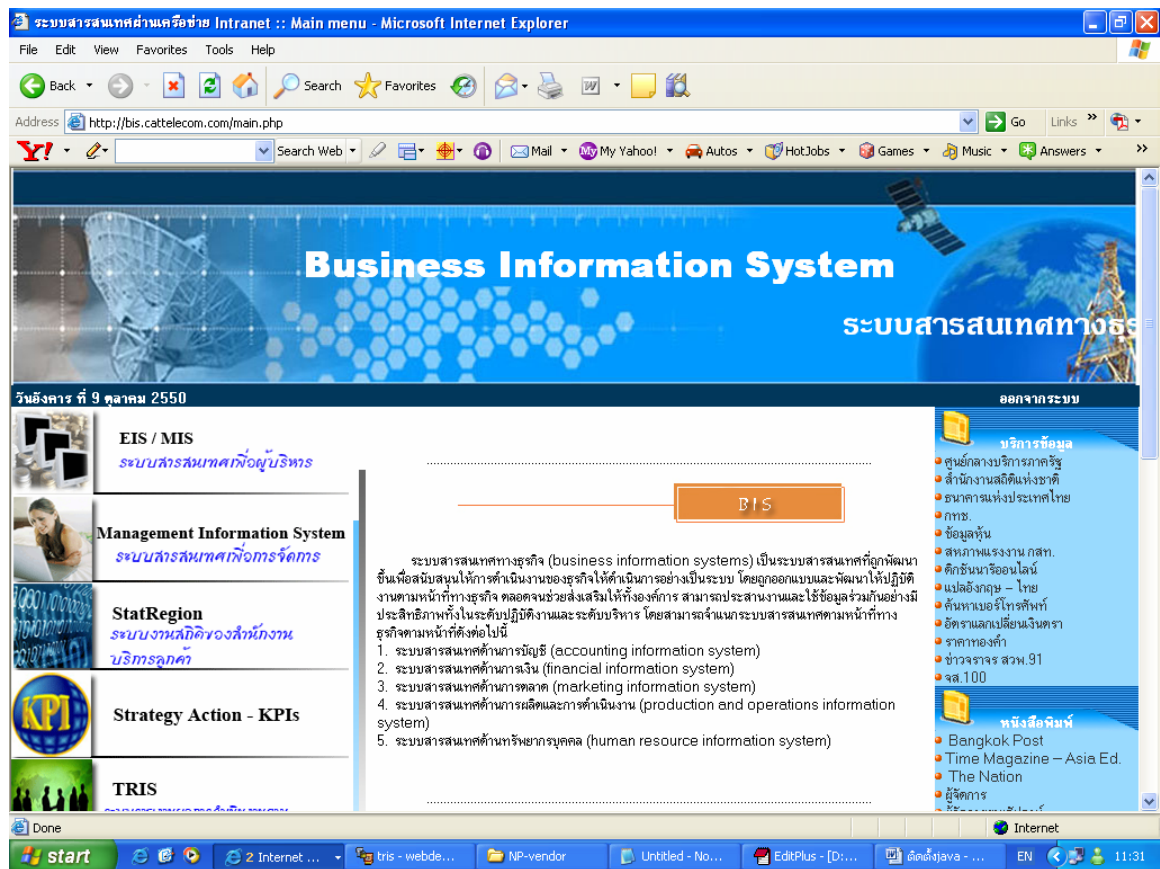 ระบบสารสนเทศผ่านเครือข่าย Intranet :: Main menu - Microsoft Internet Explorer
File Edit View Favorites Tools Help
Back Search Favorites
Address http://bis.cattelecom.com/main.php Go Links »
Y! Search Web Mail My Yahoo! Autos HotJobs Games Music Answers »
Business Information System
ระบบสารสนเทศทางธุร
วันอังคาร ที่ 9 ตุลาคม 2550 ออกจากระบบ
EIS / MIS
ระบบสารสนเทศเพื่อผู้บริหาร
Management Information System
ระบบสารสนเทศเพื่อการจัดการ
StatRegion
ระบบงานสถิติของสำนักงาน
บริการลูกค้า
KPI
Strategy Action - KPIs
TRIS
BIS
ระบบสารสนเทศทางธุรกิจ (business information systems) เป็นระบบสารสนเทศที่ถูกพัฒนา
ขึ้นเพื่อสนับสนุนให้การดำเนินงานของธุรกิจให้ดำเนินการอย่างเป็นระบบ โดยถูกออกแบบและพัฒนาให้ปฏิบัติ
งานตามหน้าที่ทางธุรกิจ ตลอดจนช่วยส่งเสริมให้ทั้งองค์การ สามารถประสานงานและใช้ข้อมูลร่วมกันอย่างมี
ประสิทธิภาพทั้งในระดับปฏิบัติงานและระดับบริหาร โดยสามารถจำแนกระบบสารสนเทศตามหน้าที่ทาง
ธุรกิจตามหน้าที่ดังต่อไปนี้
1. ระบบสารสนเทศด้านการบัญชี (accounting information system)
2. ระบบสารสนเทศด้านการเงิน (financial information system)
3. ระบบสารสนเทศด้านการตลาด (marketing information system)
4. ระบบสารสนเทศด้านการผลิตและการดำเนินงาน (production and operations information
system)
5. ระบบสารสนเทศด้านทรัพยากรบุคคล (human resource information system)
บริการข้อมูล
ศูนย์กลางบริการภาครัฐ
สำนักงานสถิติแห่งชาติ
ธนาคารแห่งประเทศไทย
กทช.
ข้อมูลหุ้น
สหภาพแรงงาน กสท.
ดิกชันนารีออนไลน์
แปลอังกฤษ – ไทย
ค้นหาเบอร์โทรศัพท์
อัตราแลกเปลี่ยนเงินตรา
ราคาทองคำ
ข่าวจราจร สวพ.91
จส.100
หนังสือพิมพ์
Bangkok Post
Time Magazine – Asia Ed.
The Nation
ผู้จัดการ
Done Internet
start 2 Internet ... tris - webde... NP-vendor Untitled - No... EditPlus - [D:... ติดตั้งjava - ... EN 11:31